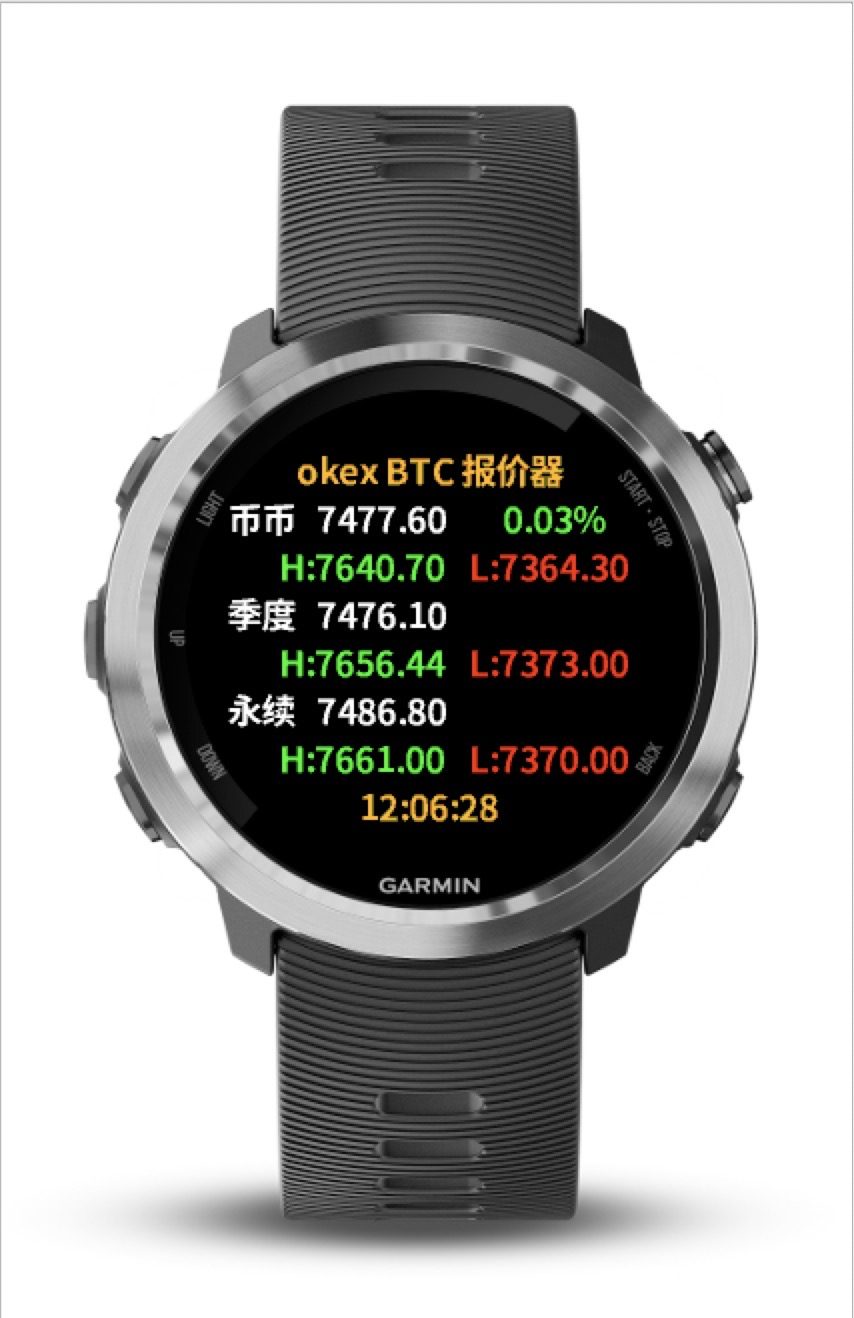 okex BTC 报价器
LIGHT
START · STOP
币币 7477.60 0.03%
H:7640.70 L:7364.30
季度 7476.10
UP
H:7656.44 L:7373.00
永续 7486.80
DOWN
H:7661.00 L:7370.00
BACK
12:06:28
GARMIN